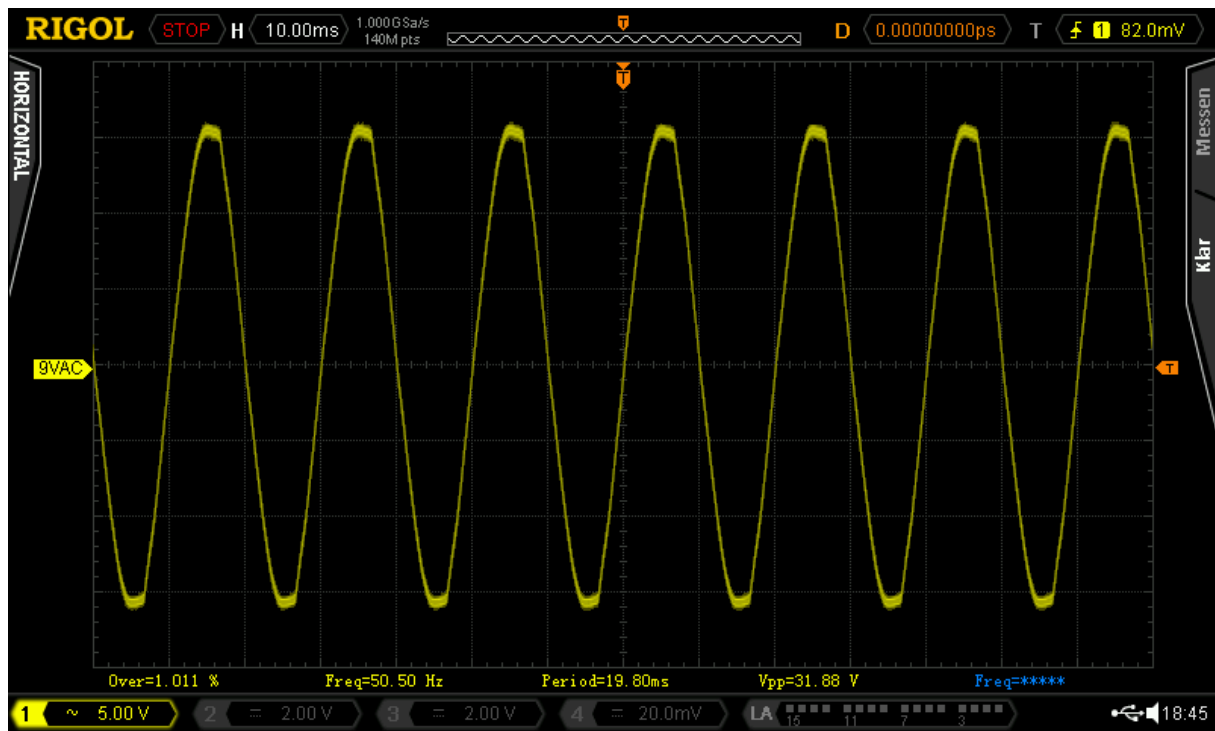 RIGOL STOP H 10.00ms 1.000GSa/s 140Mpts T D 0.00000000ps T 1 82.0mV
HORIZONTAL
T
Messen
Klar
9VAC
T
Over=1.011 % Freq=50.50 Hz Period=19.80ms Vpp=31.88 V Freq=*****
1 ~ 5.00 V 2 = 2.00 V 3 = 2.00 V 4 = 20.0mV LA 15 11 7 3 18:45